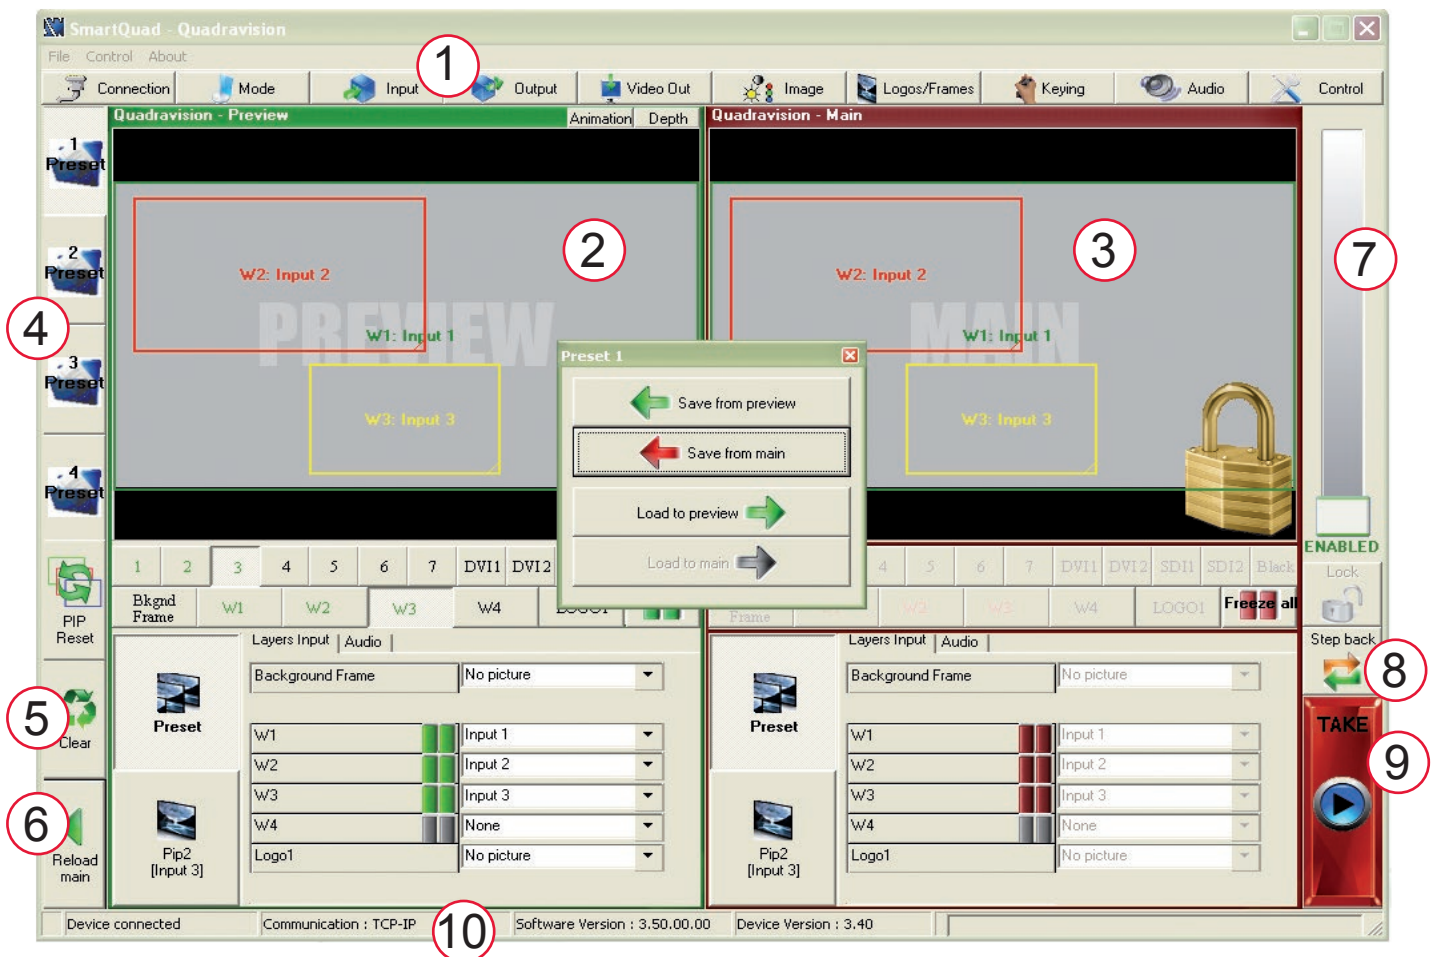 SmartQuad - Quadravision
File Control About
1
Connection Mode Input Output Video Out Image Logos/Frames Keying Audio Control
Quadravision - Preview Animation Depth Quadravision - Main
1
Preset
2
Preset
3
Preset
4
Preset
PIP
Reset
Clear
Reload
main
4
5
6
PREVIEW
W2: Input 2
W1: Input 1
W3: Input 3
2
MAIN
W2: Input 2
W1: Input 1
W3: Input 3
3
7
Preset 1
Save from preview
Save from main
Load to preview
Load to main
1 2 3 4 5 6 7 DVI1 DVI2
4 5 6 7 DVI1 DVI2 SDI1 SDI2 Black
Bkgnd
Frame W1 W2 W3 W4 LOGO1
Frame W2 W3 W4 LOGO1 Freeze all
ENABLED
Lock
Step back
8
TAKE
9
Preset
Pip2
[Input 3]
Layers Input Audio
Background Frame No picture
W1 Input 1
W2 Input 2
W3 Input 3
W4 None
Logo1 No picture
Preset
Pip2
[Input 3]
Layers Input Audio
Background Frame No picture
W1 Input 1
W2 Input 2
W3 Input 3
W4 None
Logo1 No picture
Device connected Communication : TCP-IP 10 Software Version : 3.50.00.00 Device Version : 3.40